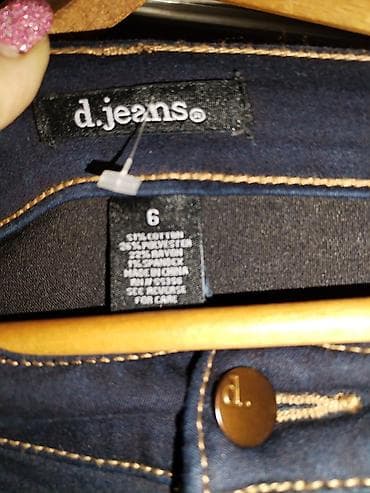 d.jeans®
6
51% COTTON
26% POLYESTER
22% RAYON
1% SPANDEX
MADE IN CHINA
SEE REVERSE
FOR CARE
d.